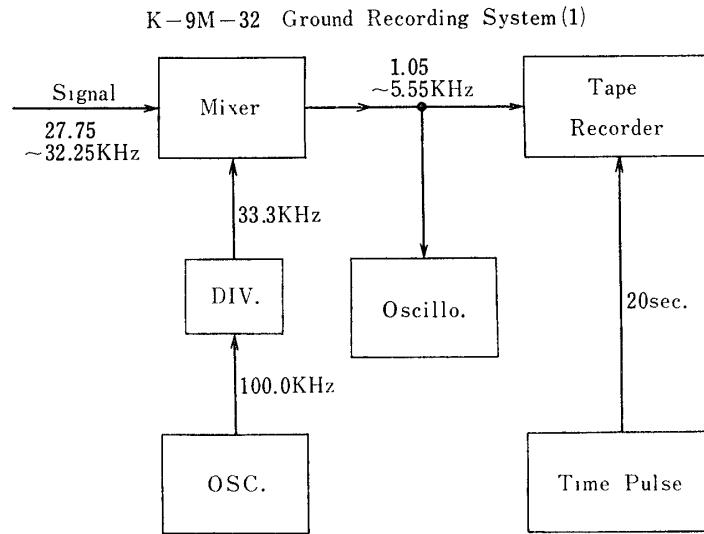 K-9M-32 Ground Recording System(1)
Signal
27.75
~32.25KHz
Mixer
1.05
~5.55KHz
Tape
Recorder
33.3KHz
DIV.
Oscillo.
20sec.
100.0KHz
OSC.
Time Pulse